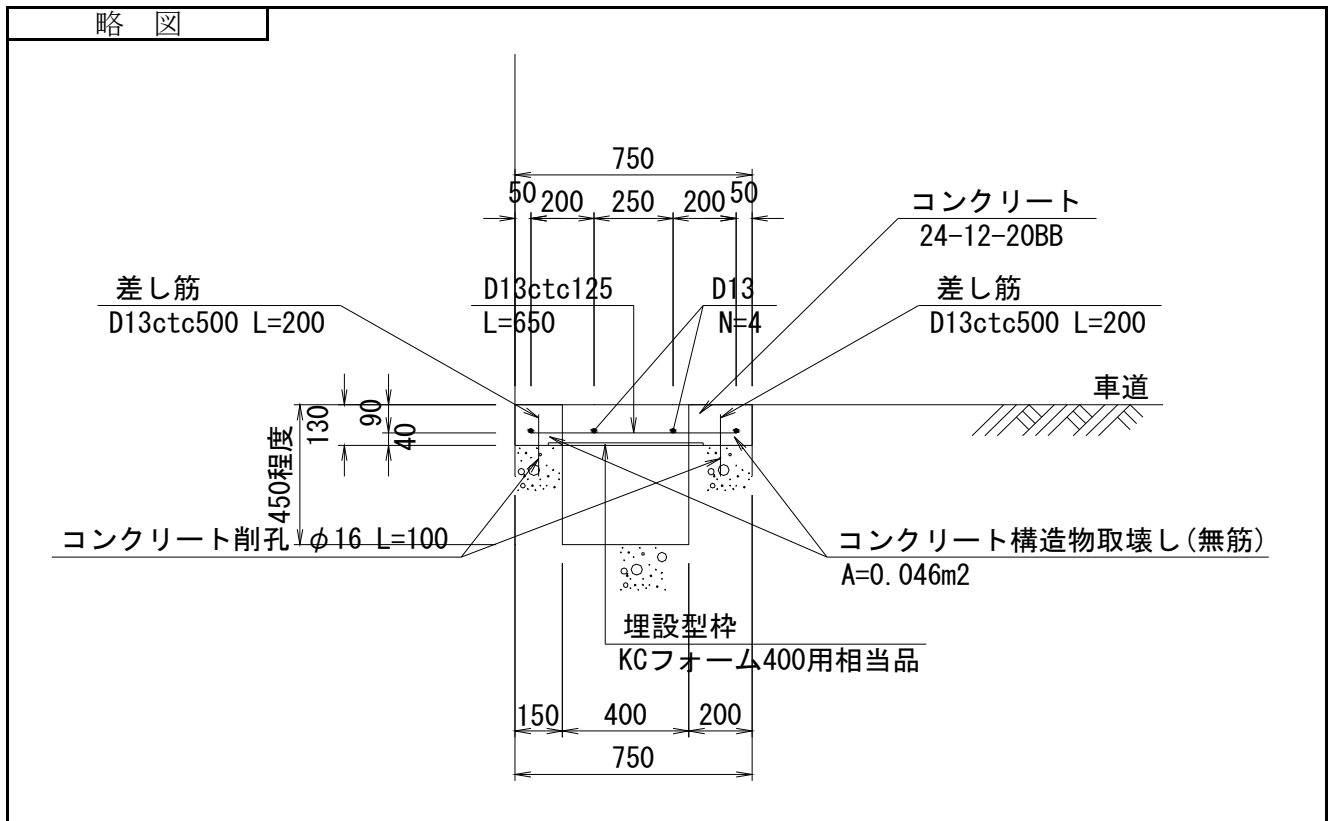 略 図
750
50 200 250 200 50
コンクリート
24-12-20BB
差し筋
D13ctc500 L=200
D13ctc125
L=650
D13
N=4
差し筋
D13ctc500 L=200
車道
130
90
40
450程度
コンクリート削孔 φ16 L=100
コンクリート構造物取壊し(無筋)
A=0.046m2
埋設型枠
KCフォーム400用相当品
150 400 200
750